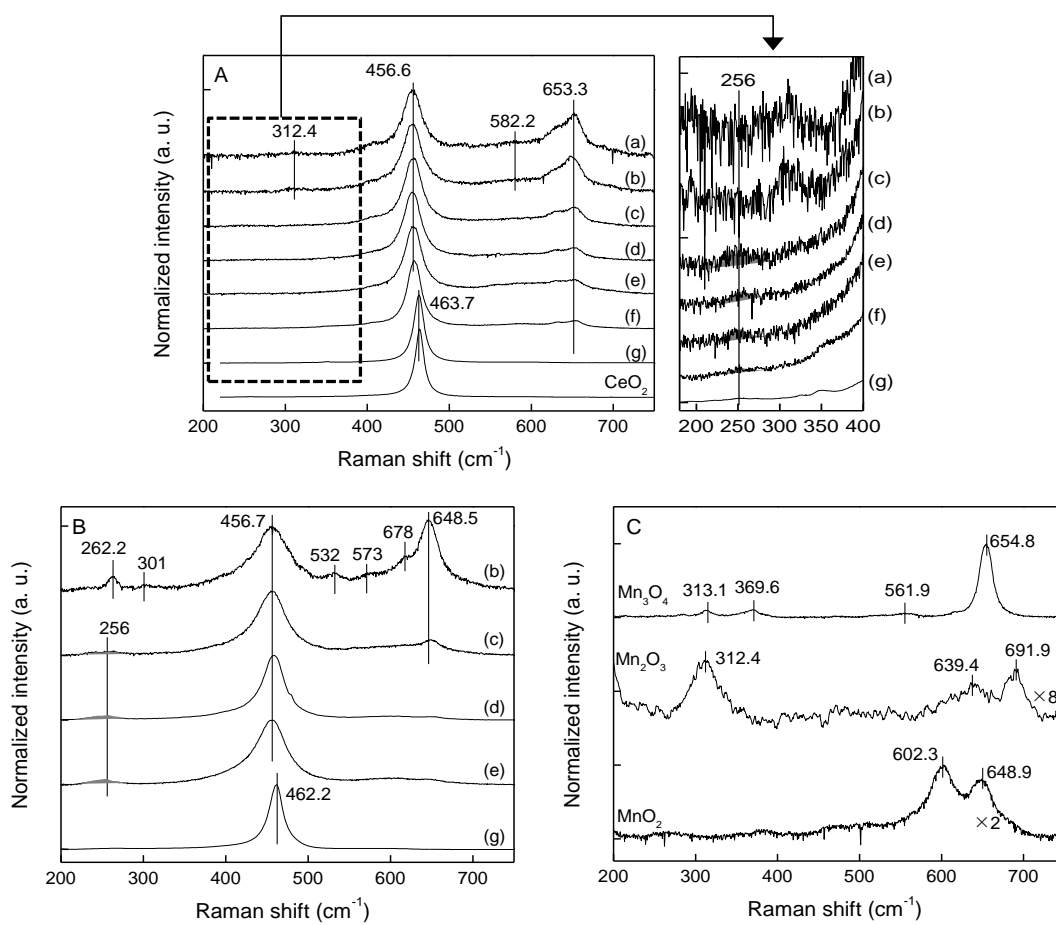 A
456.6
653.3
312.4
582.2
(a)
(b)
(c)
(d)
(e)
463.7
(f)
(g)
CeO2
Normalized intensity (a. u.)
200 300 400 500 600 700
Raman shift (cm-1)
256
(a)
(b)
(c)
(d)
(e)
(f)
(g)
200 250 300 350 400
B
456.7
648.5
262.2
301
532
573
678
(b)
256
(c)
(d)
(e)
462.2
(g)
Normalized intensity (a. u.)
200 300 400 500 600 700
Raman shift (cm-1)
C
654.8
Mn3O4
313.1
369.6
561.9
Mn2O3
312.4
639.4
691.9
×8
602.3
648.9
MnO2
×2
Normalized intensity (a. u.)
200 300 400 500 600 700
Raman shift (cm-1)